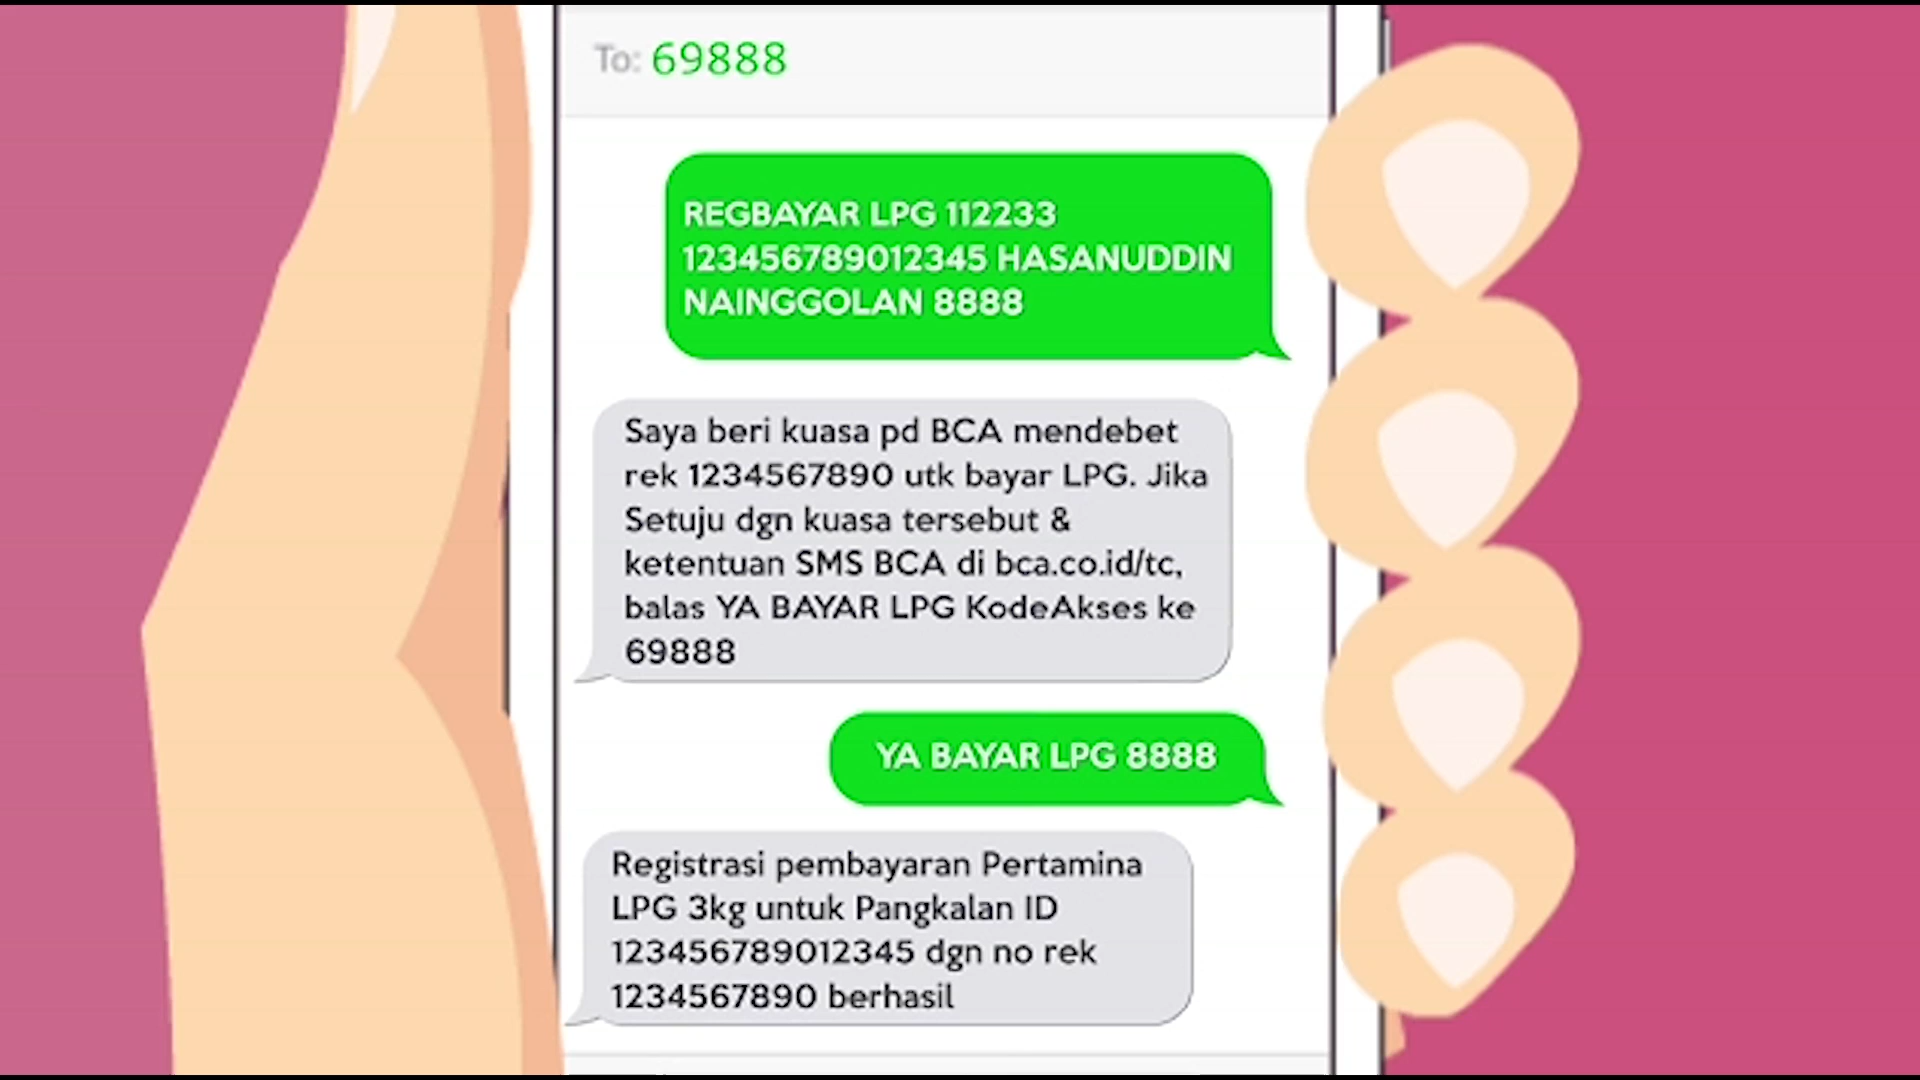 To: 69888
REGBAYAR LPG 112233
123456789012345 HASANUDDIN
NAINGGOLAN 8888
Saya beri kuasa pd BCA mendebet
rek 1234567890 utk bayar LPG. Jika
Setuju dgn kuasa tersebut &
ketentuan SMS BCA di bca.co.id/tc,
balas YA BAYAR LPG KodeAkses ke
69888
YA BAYAR LPG 8888
Registrasi pembayaran Pertamina
LPG 3kg untuk Pangkalan ID
123456789012345 dgn no rek
1234567890 berhasil